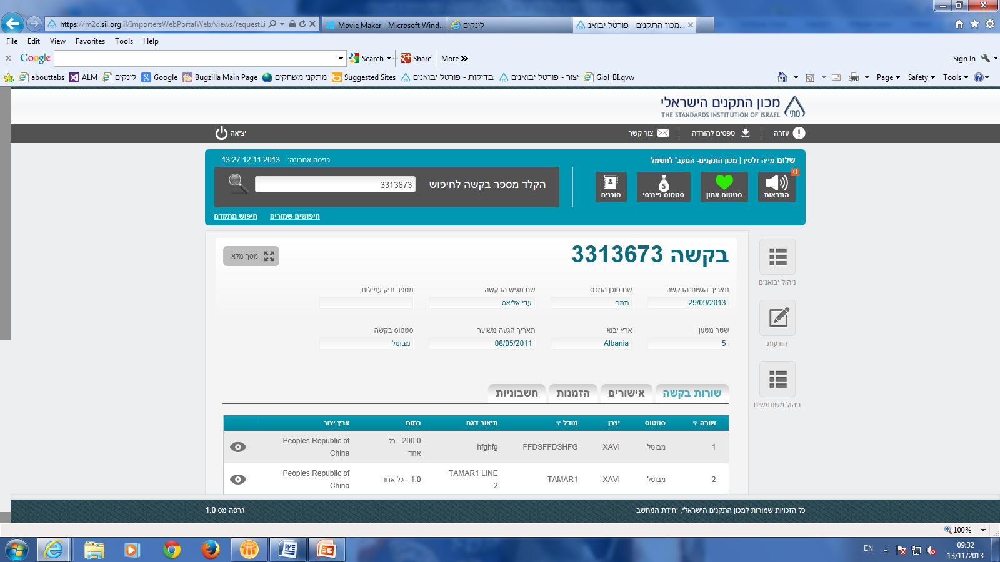 https://m2c.sii.org.il/ImportersWebPortalWeb/views/requestLi
Movie Maker - Microsoft Wind...
לינקים
מכון התקנים - פורטל יבואנ...
File Edit View Favorites Tools Help
Google
Search
Share
More
Sign In
abouttabs
ALM
לינקים
Google
Bugzilla Main Page
מתקני משחקים
Suggested Sites
בדיקות - פורטל יבואנים
יצור - פורטל יבואנים
Giol_BI.qvw
Page Safety Tools
מכון התקנים הישראלי
THE STANDARDS INSTITUTION OF ISRAEL
מתי
עזרה
טפסים להורדה
צור קשר
יציאה
שלום מייה זלטין | מכון התקנים- המעב' לחשמל
כניסה אחרונה: 12.11.2013 13:27
0
התראות
סטטוס אמון
סטטוס פיננסי
סוכנים
הקלד מספר בקשה לחיפוש
3313673
חיפושים שמורים
חיפוש מתקדם
ניהול יבואנים
הודעות
ניהול משתמשים
בקשה 3313673
מסך מלא
תאריך הגשת הבקשה
שם סוכן המכס
שם מגיש הבקשה
מספר תיק עמילות
29/09/2013
תמר
עדי אליאס
שטר מטען
ארץ יבוא
תאריך הגעה משוער
סטטוס בקשה
5
Albania
08/05/2011
מבוטל
שורות בקשה
אישורים
הזמנות
חשבוניות
שורה סטטוס יצרן מודל תיאור דגם כמות ארץ יצור
1 מבוטל XAVI FFDSFFDSHFG hfghfg 200.0 - כל אחד Peoples Republic of China
2 מבוטל XAVI TAMAR1 TAMAR1 LINE 2 1.0 - כל אחד Peoples Republic of China
כל הזכויות שמורות למכון התקנים הישראלי, יחידת המחשב
גרסה מס 1.0
100%
EN
09:32
13/11/2013